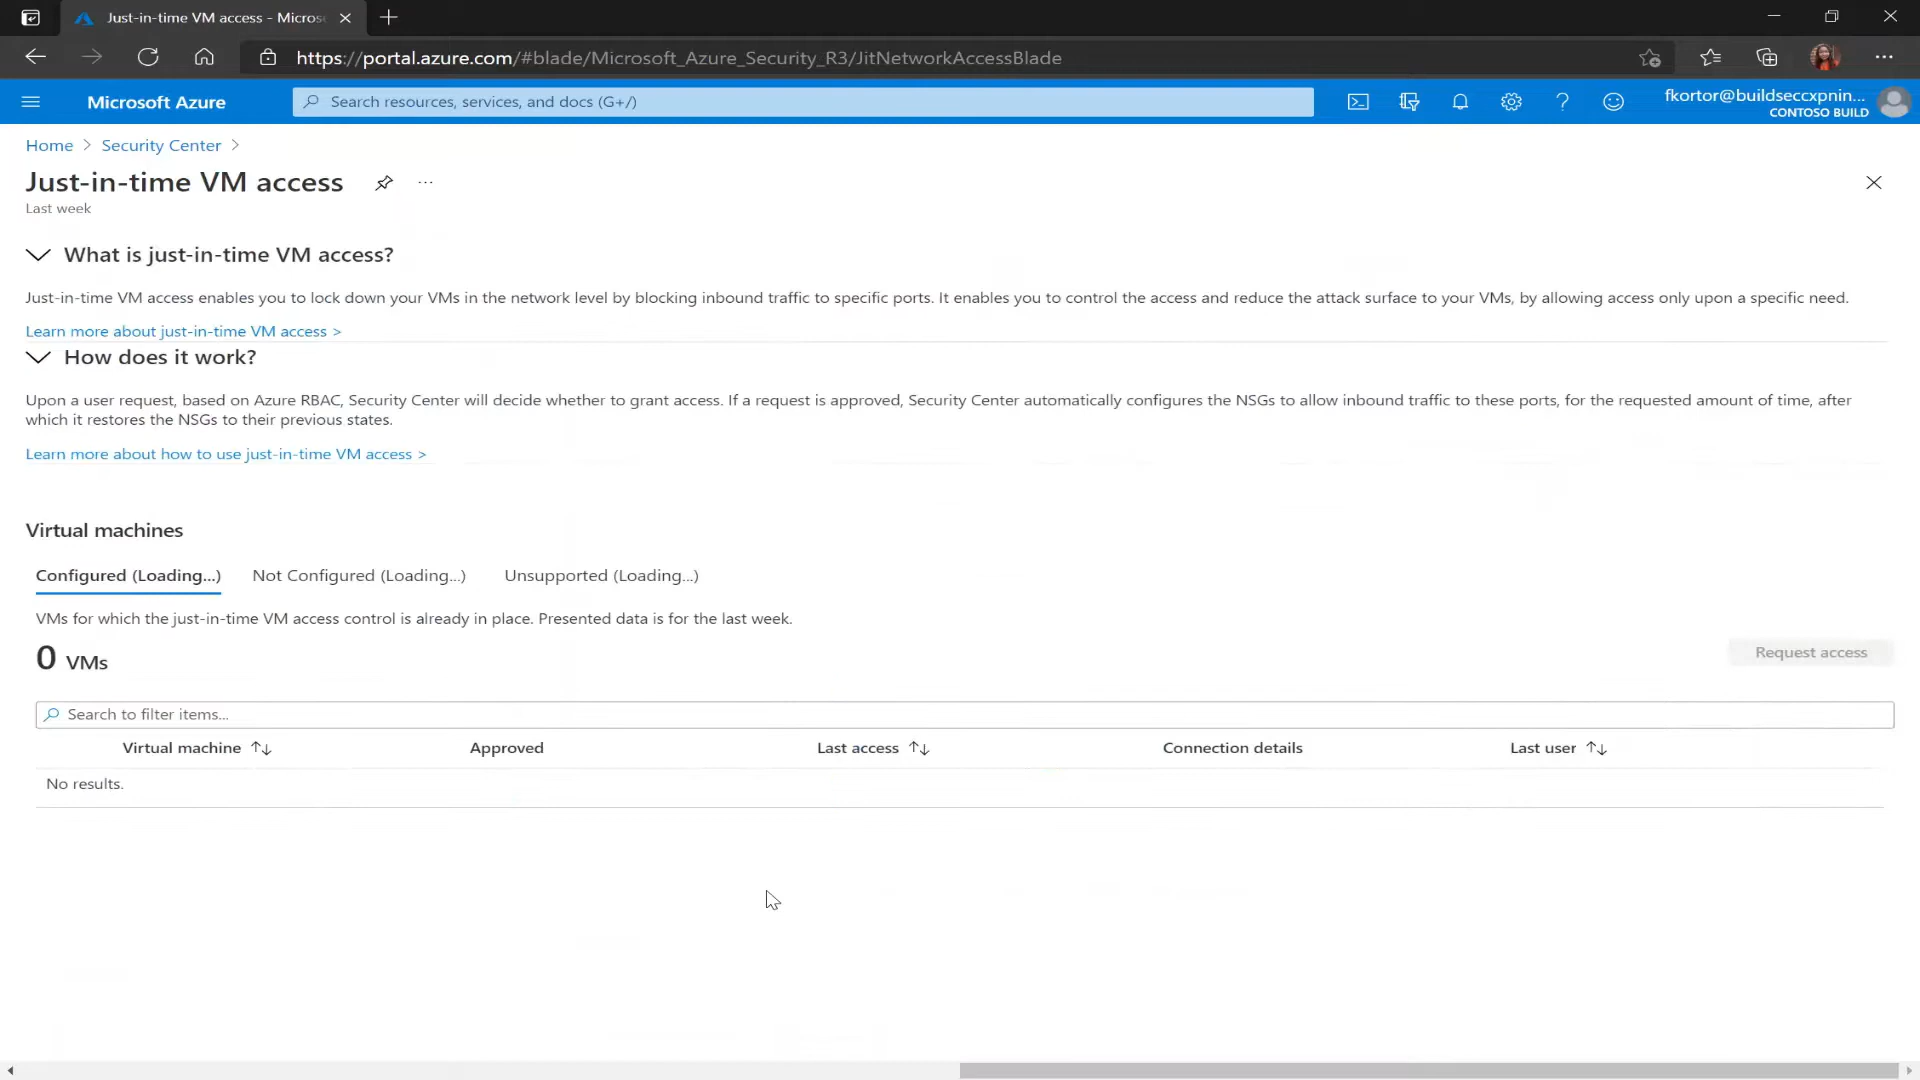 Just-in-time VM access - Micros
https://portal.azure.com/#blade/Microsoft_Azure_Security_R3/JitNetworkAccessBlade
Microsoft Azure
Search resources, services, and docs (G+/)
fkortor@buildseccxpnin...
CONTOSO BUILD
Home > Security Center >
Just-in-time VM access
...
Last week
What is just-in-time VM access?
Just-in-time VM access enables you to lock down your VMs in the network level by blocking inbound traffic to specific ports. It enables you to control the access and reduce the attack surface to your VMs, by allowing access only upon a specific need.
Learn more about just-in-time VM access >
How does it work?
Upon a user request, based on Azure RBAC, Security Center will decide whether to grant access. If a request is approved, Security Center automatically configures the NSGs to allow inbound traffic to these ports, for the requested amount of time, after
which it restores the NSGs to their previous states.
Learn more about how to use just-in-time VM access >
Virtual machines
Configured (Loading...) Not Configured (Loading...) Unsupported (Loading...)
VMs for which the just-in-time VM access control is already in place. Presented data is for the last week.
0 VMs
Request access
Search to filter items...
Virtual machine Approved Last access Connection details Last user
No results.